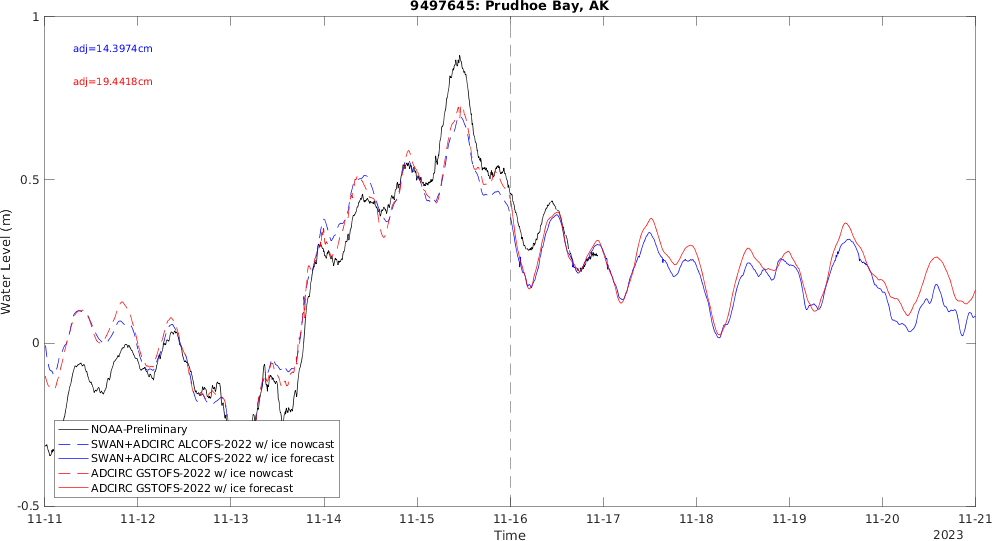 9497645: Prudhoe Bay, AK
1
adj=14.3974cm
adj=19.4418cm
0.5
Water Level (m)
0
NOAA-Preliminary
SWAN+ADCIRC ALCOFS-2022 w/ ice nowcast
SWAN+ADCIRC ALCOFS-2022 w/ ice forecast
ADCIRC GSTOFS-2022 w/ ice nowcast
ADCIRC GSTOFS-2022 w/ ice forecast
-0.5
11-11 11-12 11-13 11-14 11-15 11-16 11-17 11-18 11-19 11-20 11-21
Time
2023